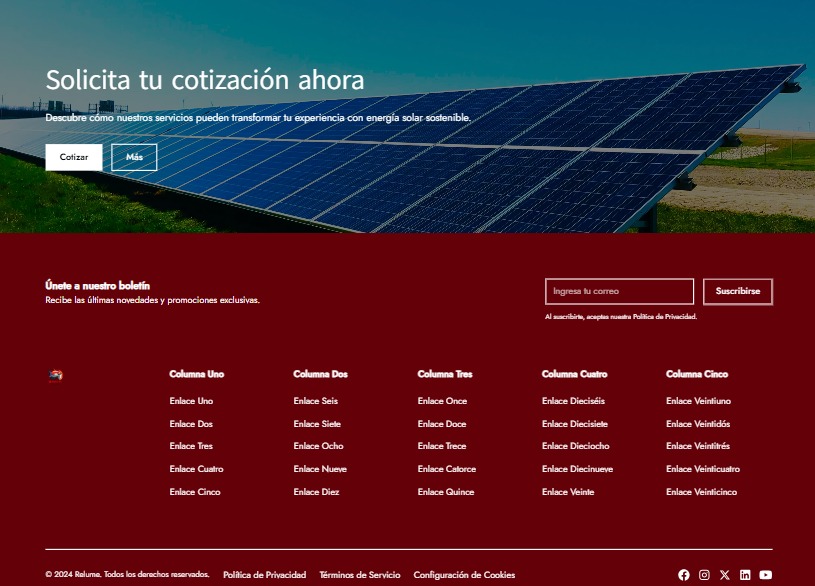 Solicita tu cotización ahora
Descubre cómo nuestros servicios pueden transformar tu experiencia con energía solar sostenible.
Cotizar
Más
Únete a nuestro boletín
Recibe las últimas novedades y promociones exclusivas.
Ingresa tu correo
Suscribirse
Al suscribirte, aceptas nuestra Política de Privacidad.
Columna Uno
Enlace Uno
Enlace Dos
Enlace Tres
Enlace Cuatro
Enlace Cinco
Columna Dos
Enlace Seis
Enlace Siete
Enlace Ocho
Enlace Nueve
Enlace Diez
Columna Tres
Enlace Once
Enlace Doce
Enlace Trece
Enlace Catorce
Enlace Quince
Columna Cuatro
Enlace Dieciséis
Enlace Diecisiete
Enlace Dieciocho
Enlace Diecinueve
Enlace Veinte
Columna Cinco
Enlace Veintiuno
Enlace Veintidós
Enlace Veintitrés
Enlace Veinticuatro
Enlace Veinticinco
© 2024 Relume. Todos los derechos reservados.
Política de Privacidad
Términos de Servicio
Configuración de Cookies